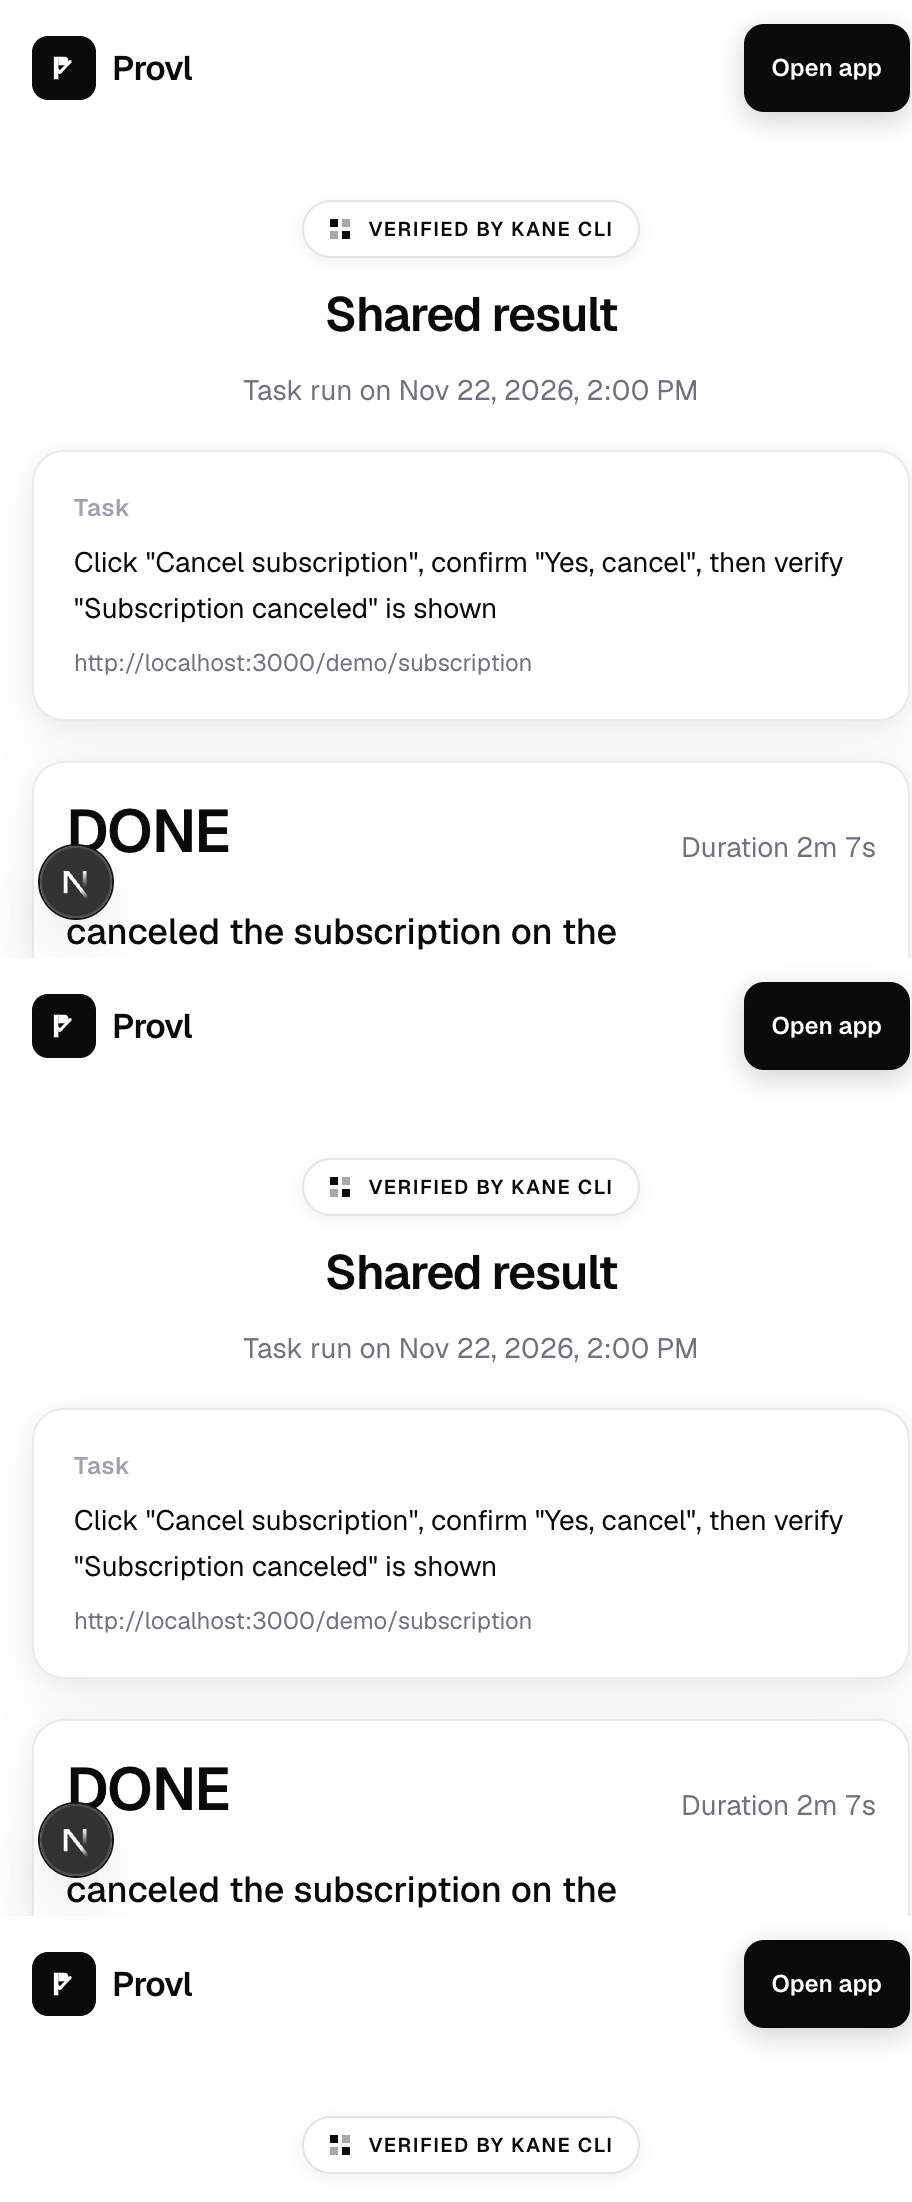 Provl
Open app
VERIFIED BY KANE CLI
Shared result
Task run on Nov 22, 2026, 2:00 PM
Task
Click "Cancel subscription", confirm "Yes, cancel", then verify
"Subscription canceled" is shown
http://localhost:3000/demo/subscription
DONE
Duration 2m 7s
N
canceled the subscription on the
Provl
Open app
VERIFIED BY KANE CLI
Shared result
Task run on Nov 22, 2026, 2:00 PM
Task
Click "Cancel subscription", confirm "Yes, cancel", then verify
"Subscription canceled" is shown
http://localhost:3000/demo/subscription
DONE
Duration 2m 7s
N
canceled the subscription on the
Provl
Open app
VERIFIED BY KANE CLI